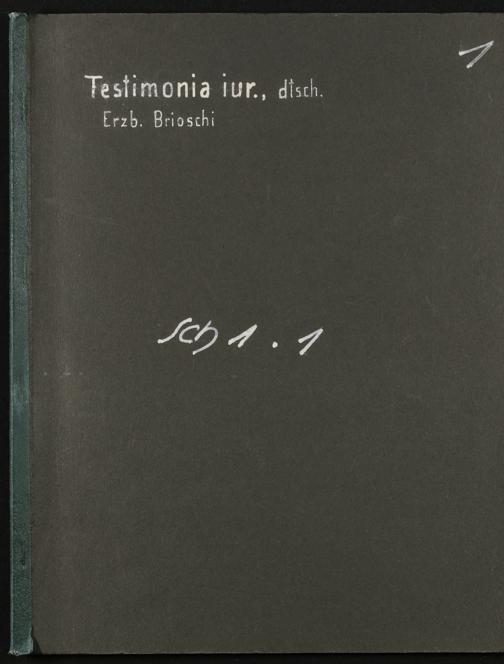 1
Testimonia iur., dtsch.
Erzb. Brioschi
Sch 1 . 1